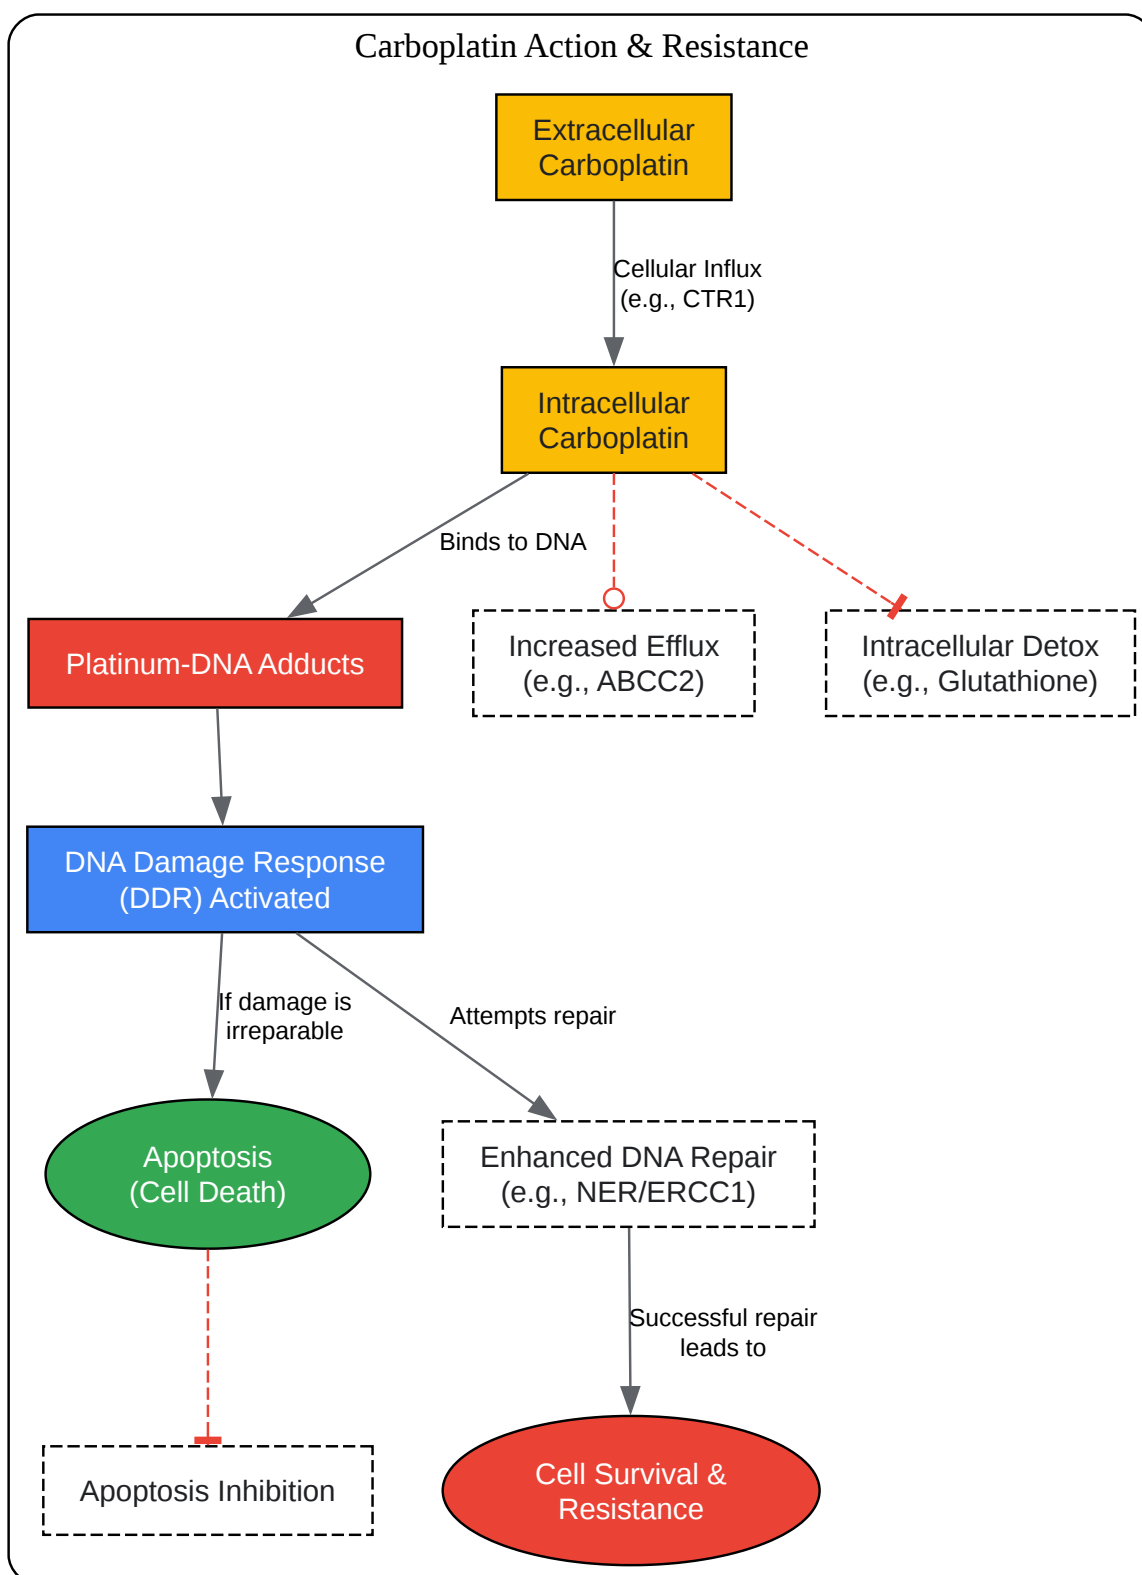 Carboplatin Action & Resistance
Extracellular
Carboplatin
Cellular Influx
(e.g., CTR1)
Intracellular
Carboplatin
Binds to DNA
Platinum-DNA Adducts
Increased Efflux
(e.g., ABCC2)
Intracellular Detox
(e.g., Glutathione)
DNA Damage Response
(DDR) Activated
If damage is
irreparable
Attempts repair
Apoptosis
(Cell Death)
Enhanced DNA Repair
(e.g., NER/ERCC1)
Successful repair
leads to
Apoptosis Inhibition
Cell Survival &
Resistance